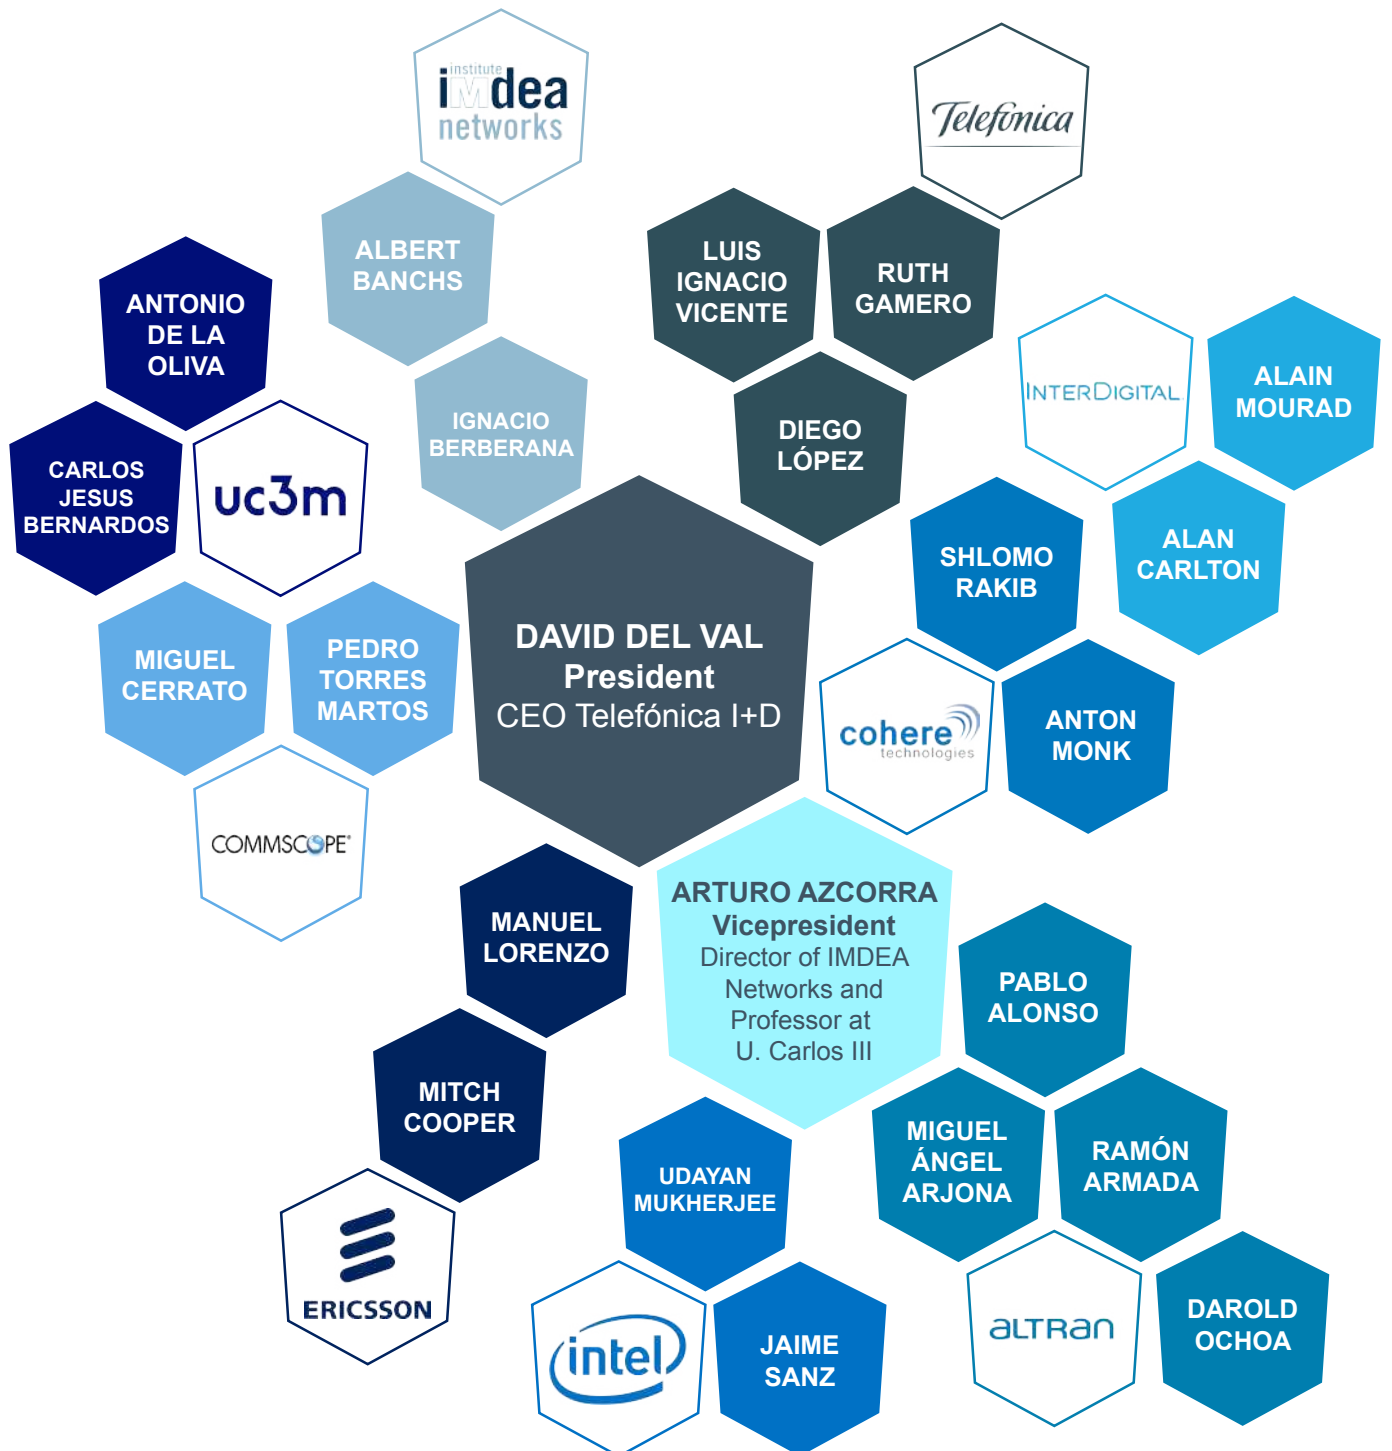 institute
imdea
networks
Telefónica
ALBERT
BANCHS
LUIS
IGNACIO
VICENTE
RUTH
GAMERO
ANTONIO
DE LA
OLIVA
INTERDIGITAL
ALAIN
MOURAD
IGNACIO
BERBERANA
DIEGO
LÓPEZ
CARLOS
JESUS
BERNARDOS
uc3m
SHLOMO
RAKIB
ALAN
CARLTON
MIGUEL
CERRATO
PEDRO
TORRES
MARTOS
DAVID DEL VAL
President
CEO Telefónica I+D
cohere
technologies
ANTON
MONK
COMMSCOPE®
MANUEL
LORENZO
ARTURO AZCORRA
Vicepresident
Director of IMDEA
Networks and
Professor at
U. Carlos III
PABLO
ALONSO
MITCH
COOPER
MIGUEL
ÁNGEL
ARJONA
RAMÓN
ARMADA
UDAYAN
MUKHERJEE
ERICSSON
intel
JAIME
SANZ
aLTRan
DAROLD
OCHOA